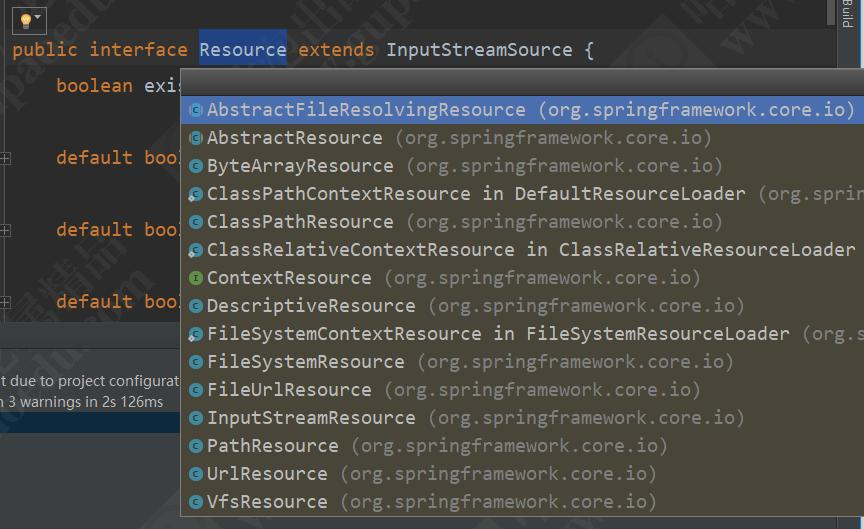 public interface Resource extends InputStreamSource {
boolean exis
AbstractFileResolvingResource (org.springframework.core.io)
AbstractResource (org.springframework.core.io)
default bool
ByteArrayResource (org.springframework.core.io)
ClassPathContextResource in DefaultResourceLoader (org.sprin
ClassPathResource (org.springframework.core.io)
default bool
ClassRelativeContextResource in ClassRelativeResourceLoader
ContextResource (org.springframework.core.io)
default bool
DescriptiveResource (org.springframework.core.io)
FileSystemContextResource in FileSystemResourceLoader (org.s
FileSystemResource (org.springframework.core.io)
t due to project configurat
FileUrlResource (org.springframework.core.io)
n 3 warnings in 2s 126ms
InputStreamResource (org.springframework.core.io)
PathResource (org.springframework.core.io)
UrlResource (org.springframework.core.io)
VfsResource (org.springframework.core.io)
Build